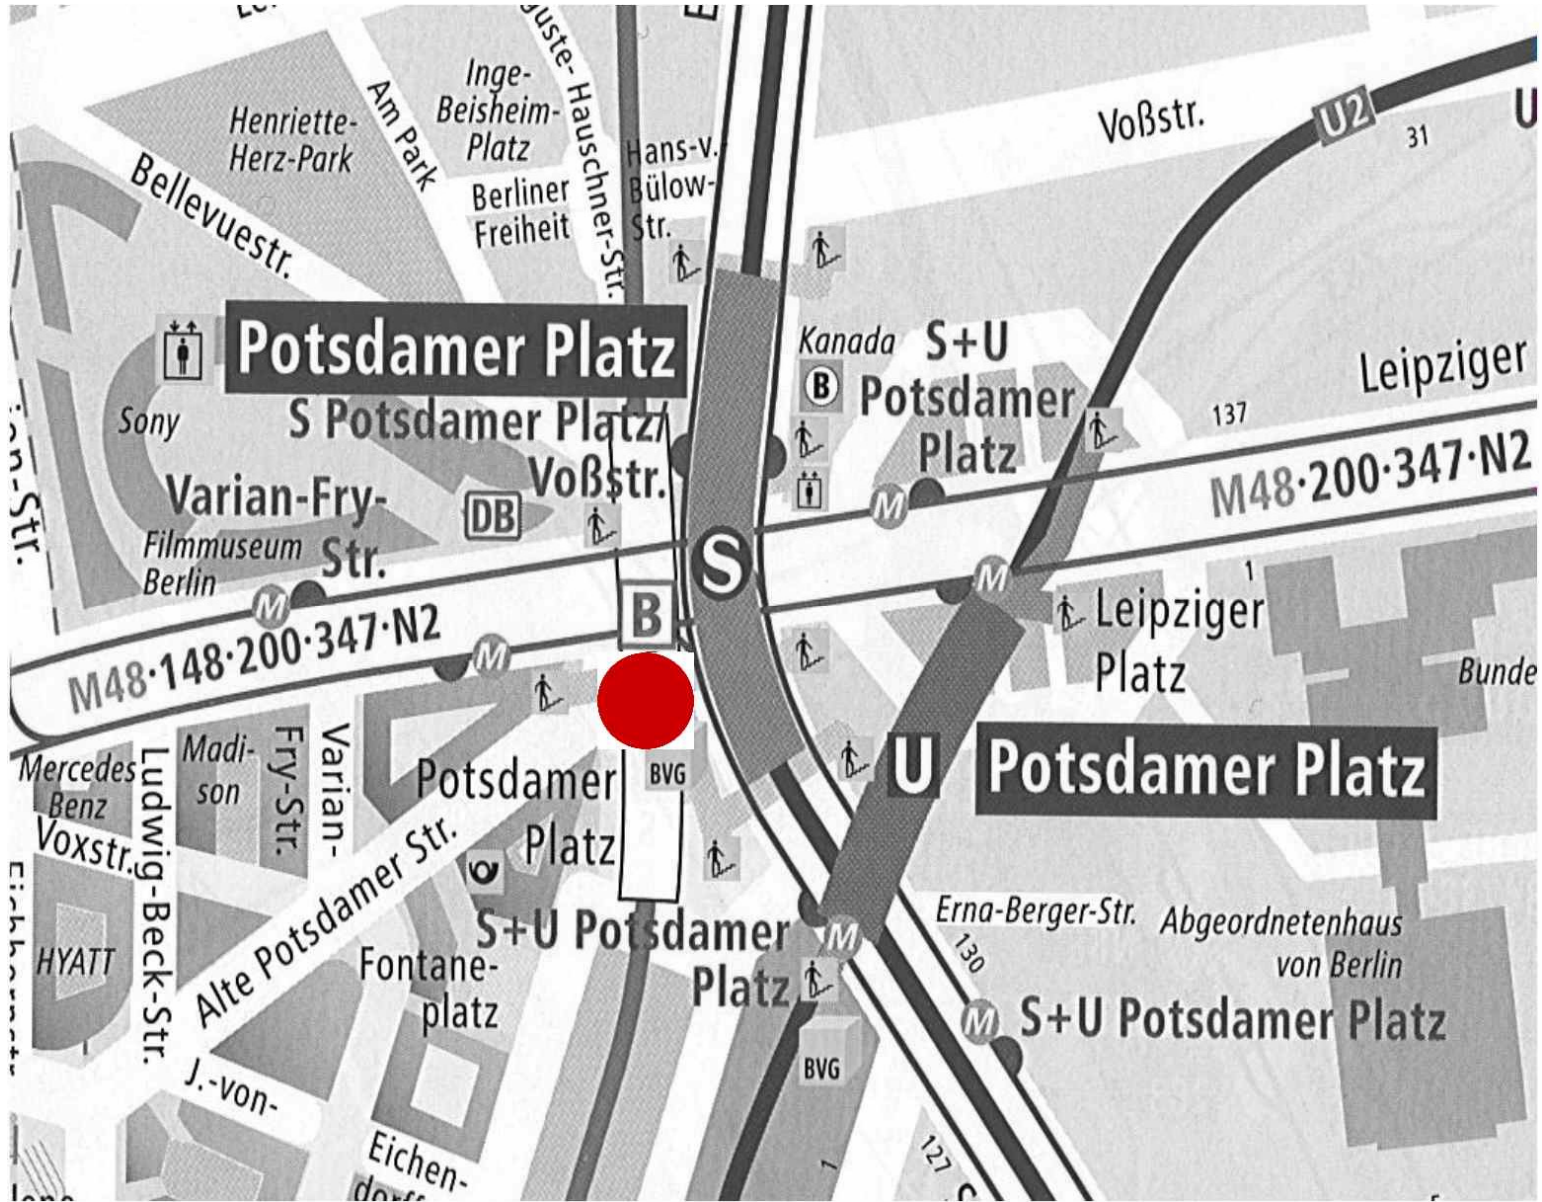 Inge-
Beisheim-
Platz
Henriette-
Herz-Park
Am Park
Hauschner-Str.
Bellevuestr.
Berliner
Freiheit
Hans-v.
Bülow-
Str.
Voßstr.
U2
31
U
Potsdamer Platz
S Potsdamer Platz/
Voßstr.
Sony
Varian-Fry-
Str.
DB
Filmmuseum
Berlin
Kanada
B
S+U
Potsdamer
Platz
Leipziger
137
M
M48·200·347·N2
S
B
M
M
M48·148·200·347·N2
M
1
Leipziger
Platz
Bunde
U
Potsdamer Platz
Mercedes
Benz
Madi-
son
Varian-
Fry-Str.
Ludwig-Beck-Str.
Voxstr.
HYATT
Potsdamer
Platz
BVG
Alte Potsdamer Str.
S+U Potsdamer
Platz
M
Fontane-
platz
Erna-Berger-Str.
Abgeordnetenhaus
von Berlin
130
M
S+U Potsdamer Platz
BVG
J.-von-
Eichen-
dorff-
1
127